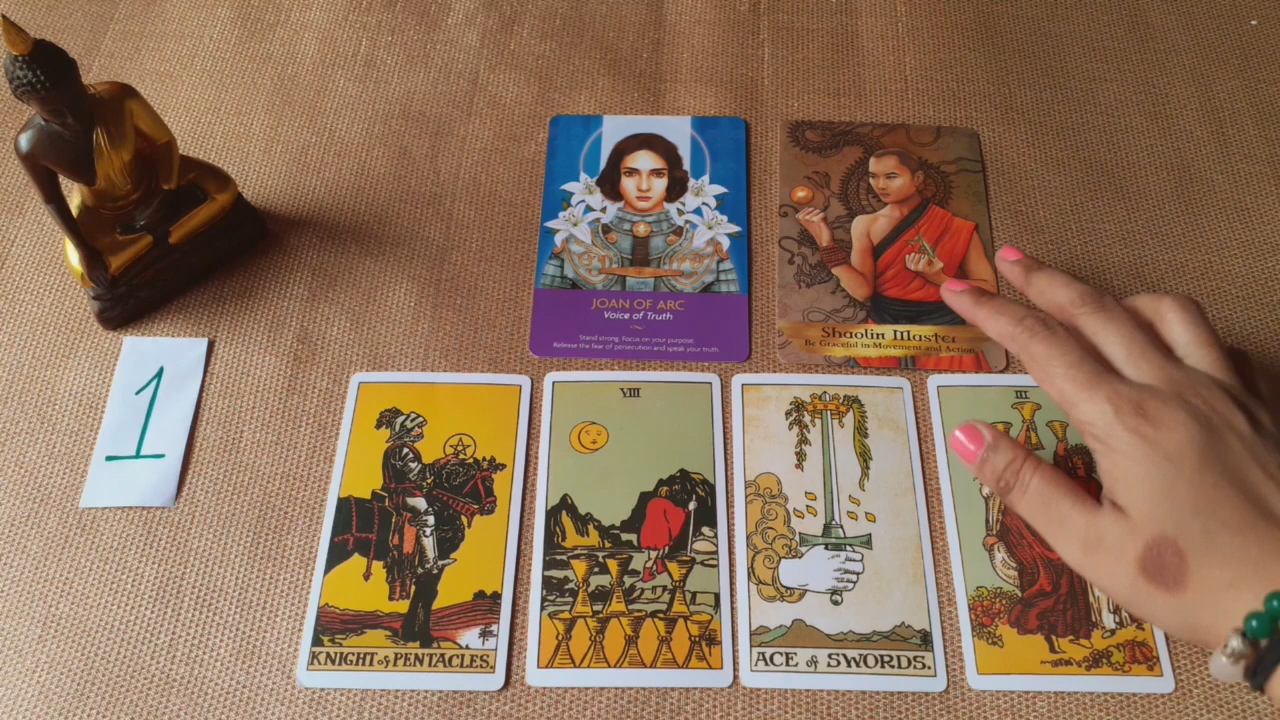 JOAN OF ARC
Voice of Truth
Stand strong. Focus on your purpose.
Release the fear of persecution and speak your truth.
Shaolin Master
Be Graceful in Movement and Action
1
KNIGHT of PENTACLES.
VIII
ACE of SWORDS.
III